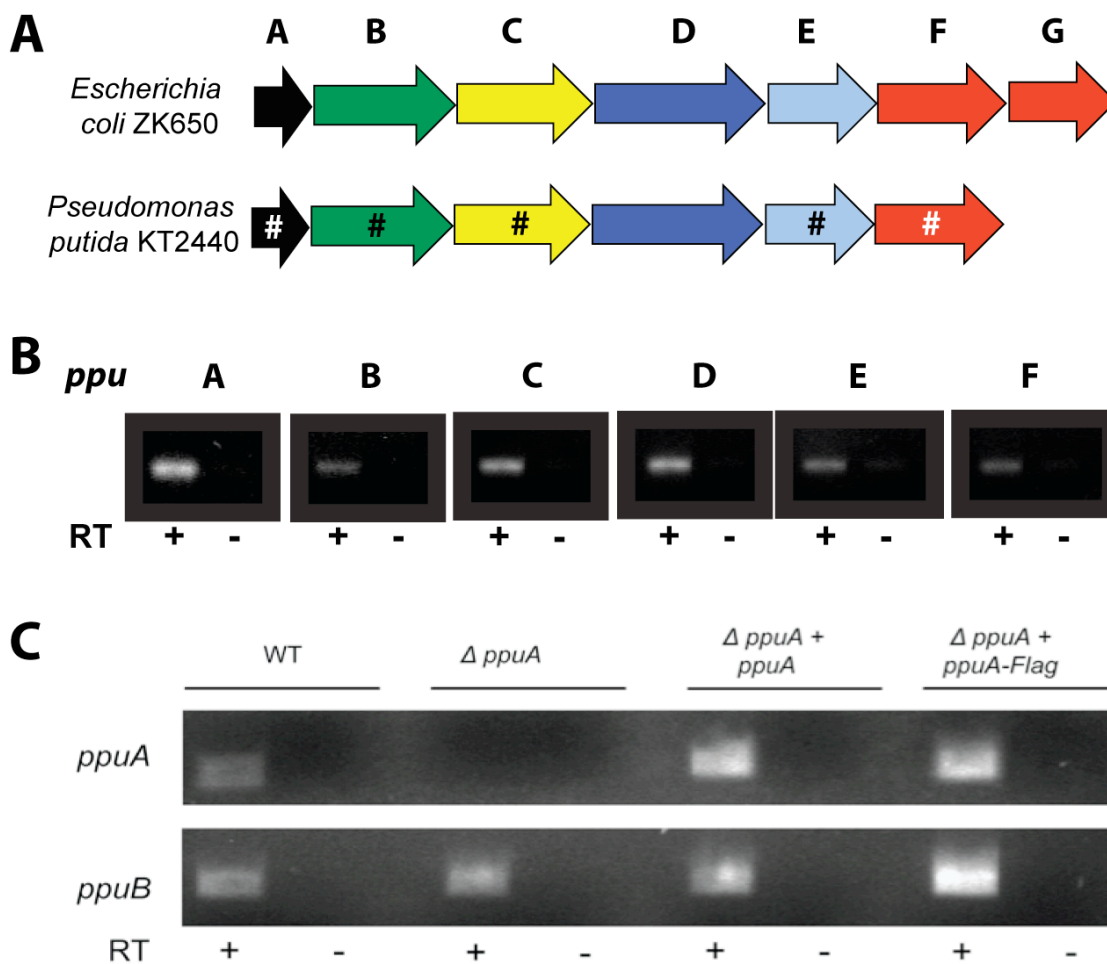 A
A B C D E F G
Escherichia
coli ZK650
Pseudomonas
putida KT2440
# # # # #
B
ppu A B C D E F
RT + - + - + - + - + - + -
C
WT Δ ppuA Δ ppuA + ppuA Δ ppuA + ppuA-Flag
ppuA
ppuB
RT + - + - + - + -